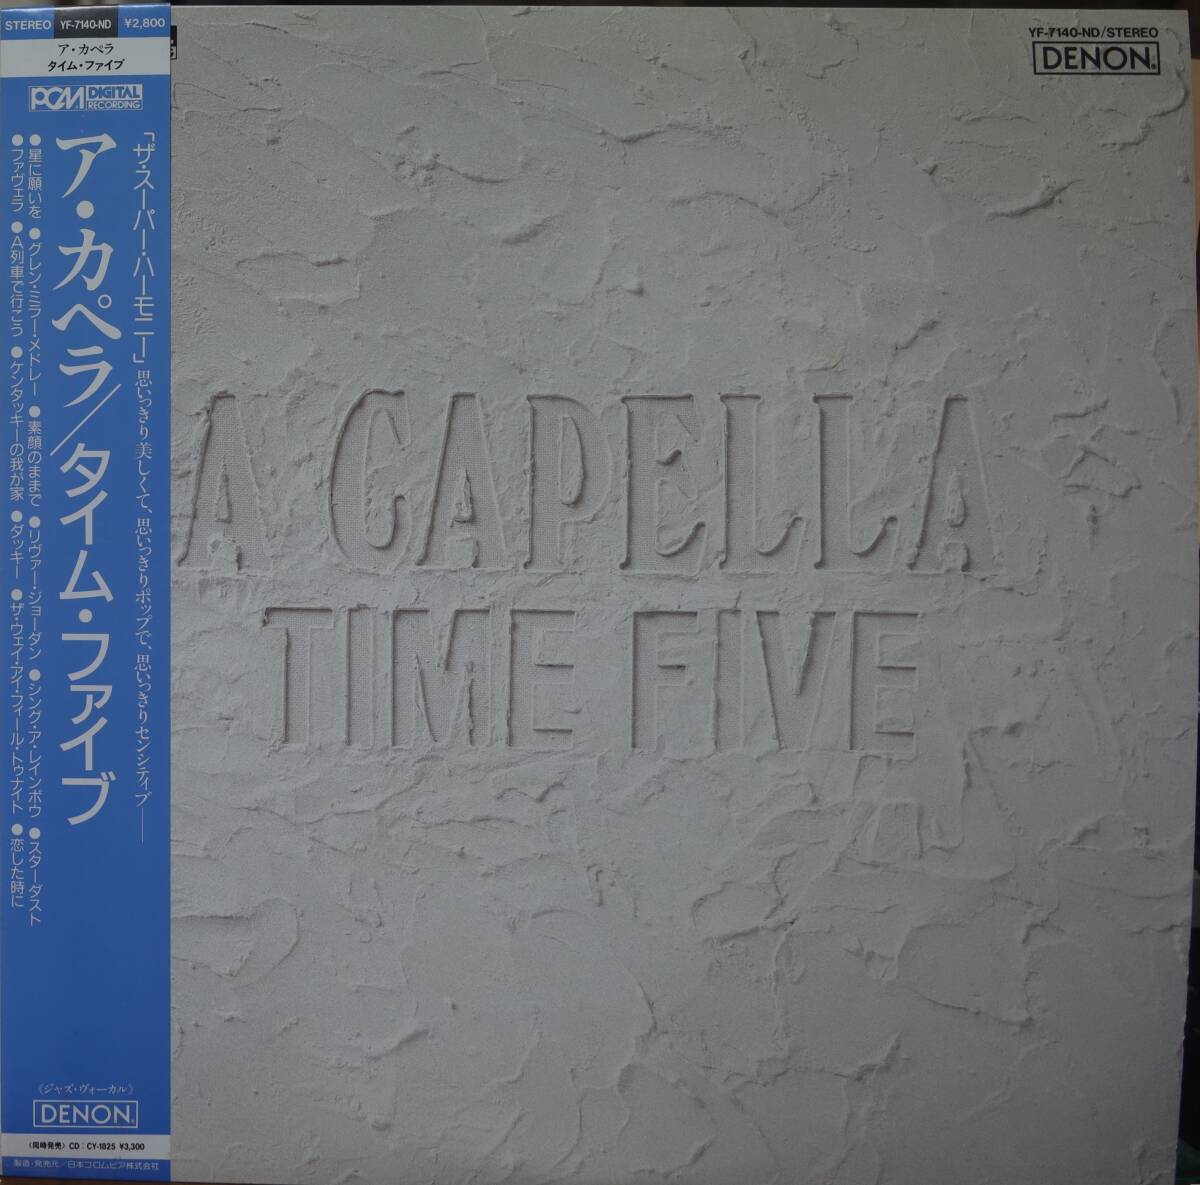 STEREO YF-7140-ND ¥2,800
ア・カペラ
タイム・ファイブ
PCM DIGITAL RECORDING
「ザ・スーパー・ハーモニー」思いっきり美しくて、思いっきりポップで、思いっきりセンシティブ——
ア・カペラ/タイム・ファイブ
●星に願いを ●グレン・ミラー・メドレー ●素顔のままで ●リヴァー・ジョーダン ●シング・ア・レインボウ ●スターダスト
●ファヴェラ ●A列車で行こう ●ケンタッキーの我が家 ●ダッキー ●ザ・ウェイ・アイ・フィール・トゥナイト ●恋した時に
《ジャズ・ヴォーカル》
DENON
〈同時発売〉CD CY-1825 ¥3,300
製造・発売元/日本コロムビア株式会社
YF-7140-ND/STEREO
DENON
A CAPELLA
TIME FIVE